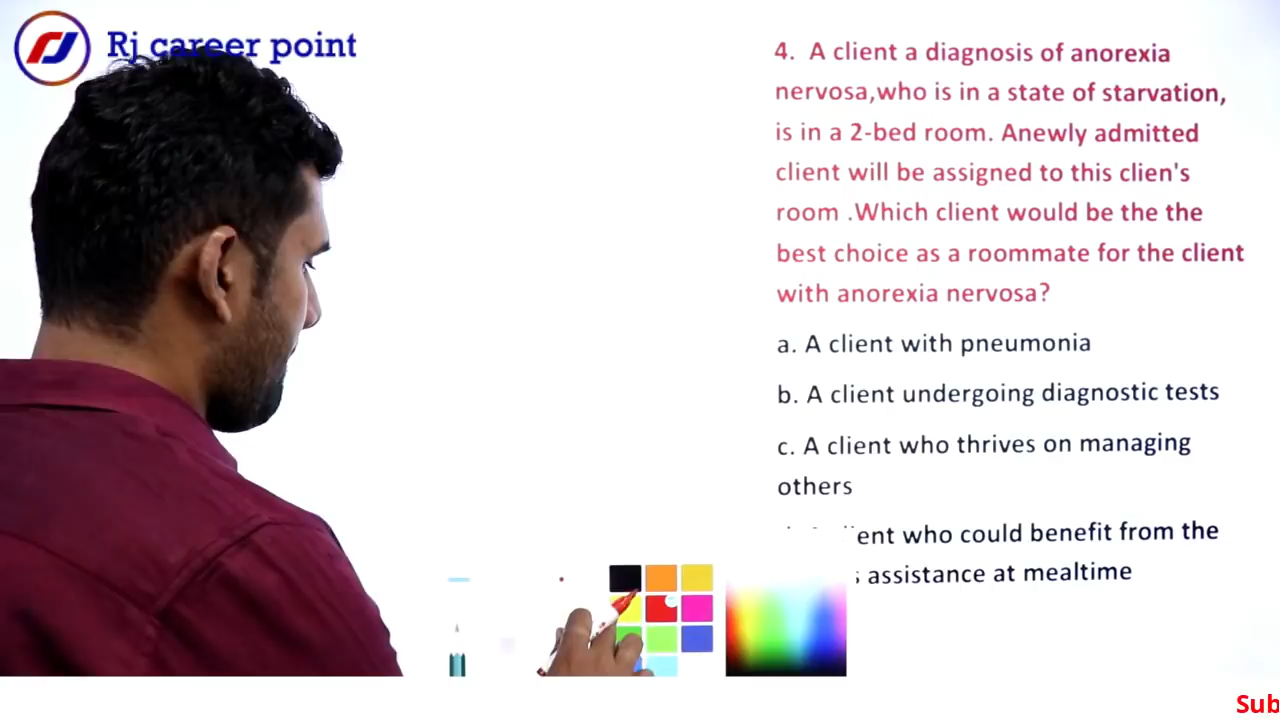 Rj career point
4. A client a diagnosis of anorexia
nervosa,who is in a state of starvation,
is in a 2-bed room. Anewly admitted
client will be assigned to this clien's
room .Which client would be the the
best choice as a roommate for the client
with anorexia nervosa?
a. A client with pneumonia
b. A client undergoing diagnostic tests
c. A client who thrives on managing
others
who could benefit from the
assistance at mealtime
Sub